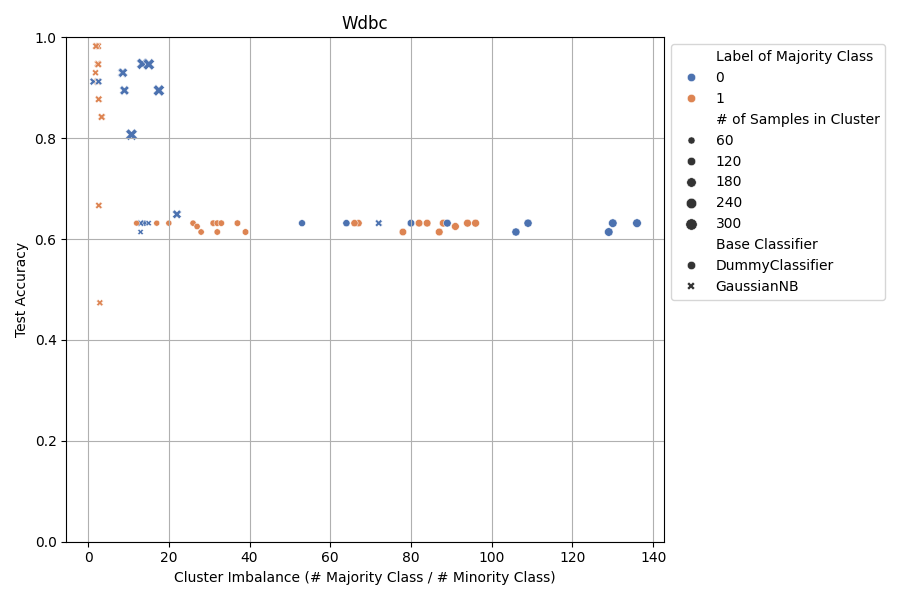 Wdbc
1.0
0.8
0.6
0.4
0.2
0.0
Test Accuracy
0 20 40 60 80 100 120 140
Cluster Imbalance (# Majority Class / # Minority Class)
Label of Majority Class
0
1
# of Samples in Cluster
60
120
180
240
300
Base Classifier
DummyClassifier
GaussianNB